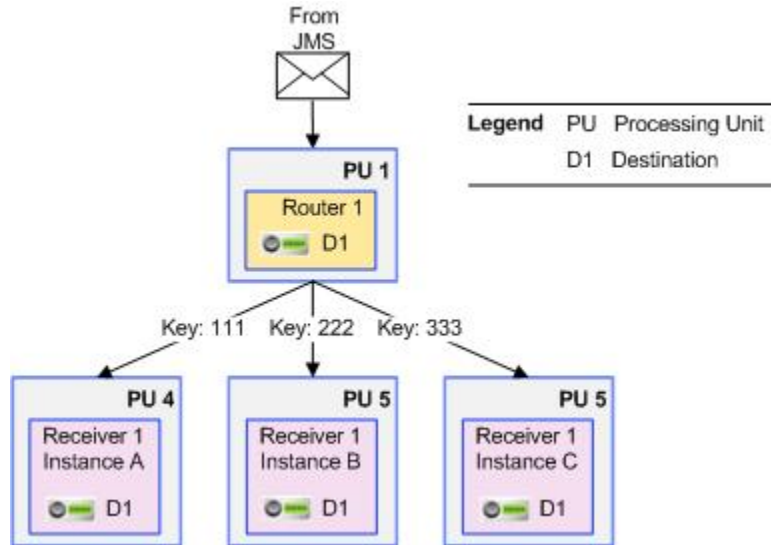 From
JMS
Legend PU Processing Unit
D1 Destination
PU 1
Router 1
D1
Key: 111 Key: 222 Key: 333
PU 4 PU 5 PU 5
Receiver 1 Receiver 1 Receiver 1
Instance A Instance B Instance C
D1 D1 D1